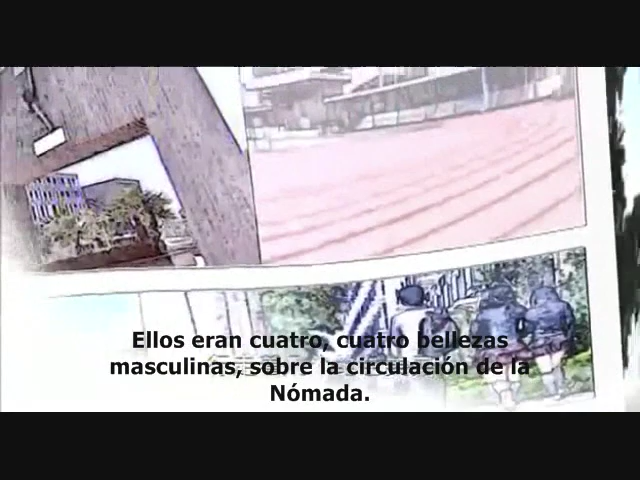 Ellos eran cuatro, cuatro bellezas
masculinas, sobre la circulación de la
Nómada.